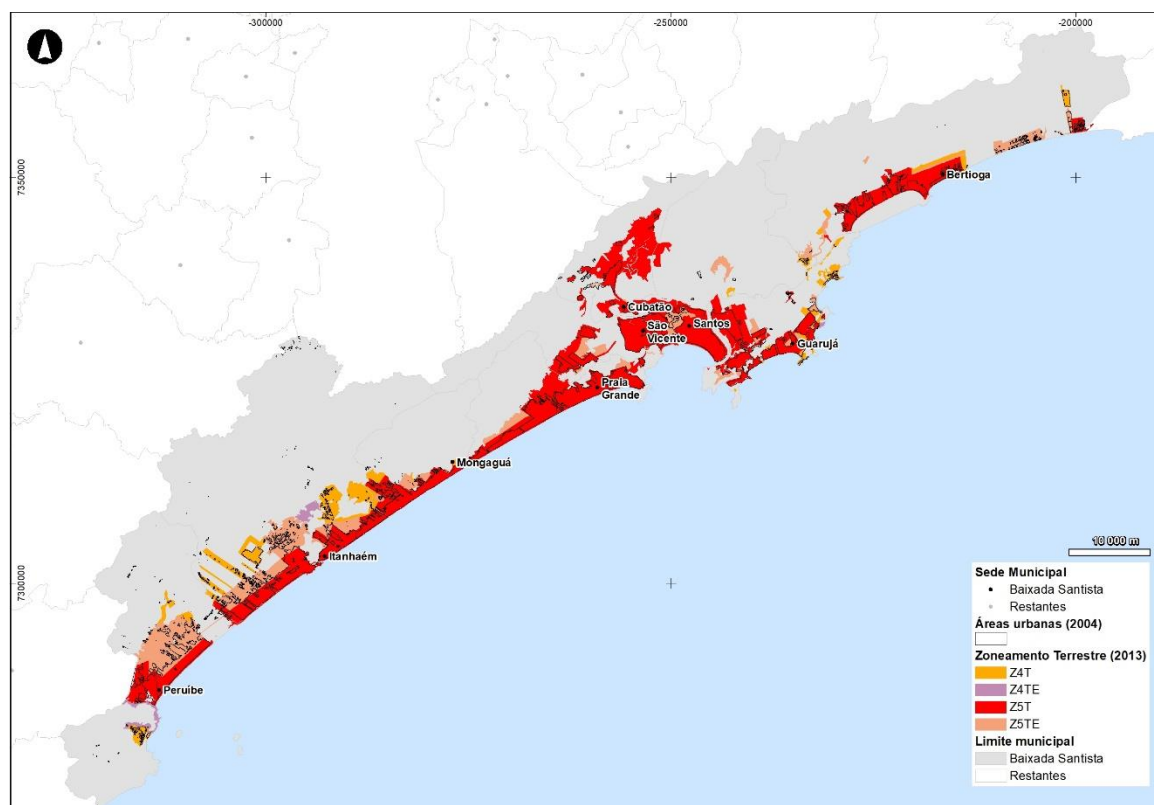 -300000
-250000
-200000
7350000
Bertioga
Cubatão
São
Vicente
Santos
Guarujá
Praia
Grande
Mongaguá
Itanhaém
7300000
Peruíbe
10 000 m
Sede Municipal
Baixada Santista
Restantes
Áreas urbanas (2004)
Zoneamento Terrestre (2013)
Z4T
Z4TE
Z5T
Z5TE
Limite municipal
Baixada Santista
Restantes